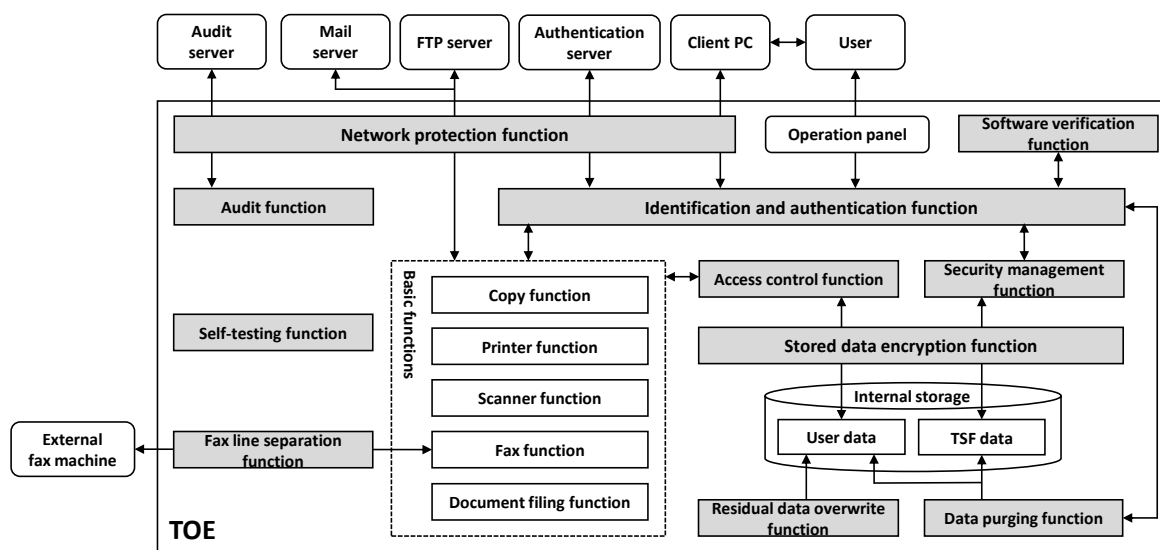 Audit
server
Mail
server
FTP server
Authentication
server
Client PC
User
Network protection function
Operation panel
Software verification
function
Audit function
Identification and authentication function
Basic functions
Copy function
Access control function
Security management
function
Self-testing function
Printer function
Stored data encryption function
Scanner function
Internal storage
External
fax machine
Fax line separation
function
Fax function
User data
TSF data
Document filing function
Residual data overwrite
function
Data purging function
TOE